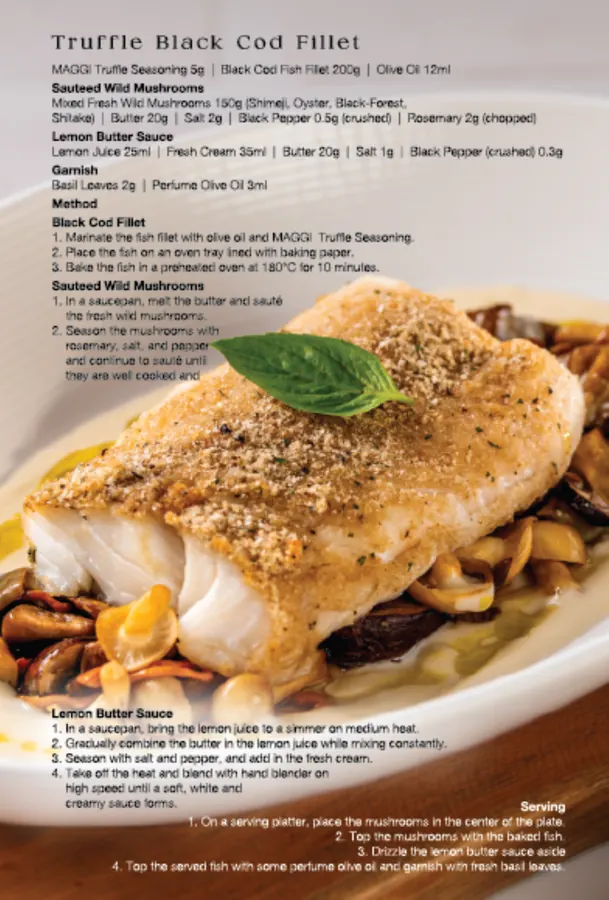 Truffle Black Cod Fillet
MAGGI Truffle Seasoning 5g | Black Cod Fish Fillet 200g | Olive Oil 12ml
Sauteed Wild Mushrooms
Mixed Fresh Wild Mushrooms 150g (Shimeji, Oyster, Black-Forest,
Shitake) | Butter 20g | Salt 2g | Black Pepper 0.5g (crushed) | Rosemary 2g (chopped)
Lemon Butter Sauce
Lemon Juice 25ml | Fresh Cream 35ml | Butter 20g | Salt 1g | Black Pepper (crushed) 0.3g
Garnish
Basil Leaves 2g | Perfume Olive Oil 3ml
Method
Black Cod Fillet
1. Marinate the fish fillet with olive oil and MAGGI Truffle Seasoning.
2. Place the fish on an oven tray lined with baking paper.
3. Bake the fish in a preheated oven at 180°C for 10 minutes.
Sauteed Wild Mushrooms
1. In a saucepan, melt the butter and sauté
the fresh wild mushrooms.
2. Season the mushrooms with
rosemary, salt, and pepper
and continue to sauté until
they are well cooked and
Lemon Butter Sauce
1. In a saucepan, bring the lemon juice to a simmer on medium heat.
2. Gradually combine the butter in the lemon juice while mixing constantly.
3. Season with salt and pepper, and add in the fresh cream.
4. Take off the heat and blend with hand blender on
high speed until a soft, white and
creamy sauce forms.
Serving
1. On a serving platter, place the mushrooms in the center of the plate.
2. Top the mushrooms with the baked fish.
3. Drizzle the lemon butter sauce aside
4. Top the served fish with some perfume olive oil and garnish with fresh basil leaves.